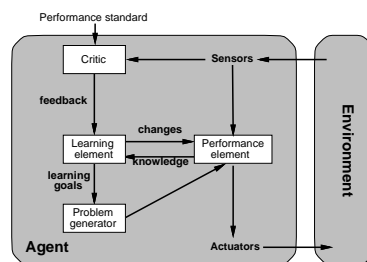 Performance standard
Critic
Sensors
feedback
changes
Learning
element
Performance
element
knowledge
learning
goals
Problem
generator
Agent
Actuators
Environment